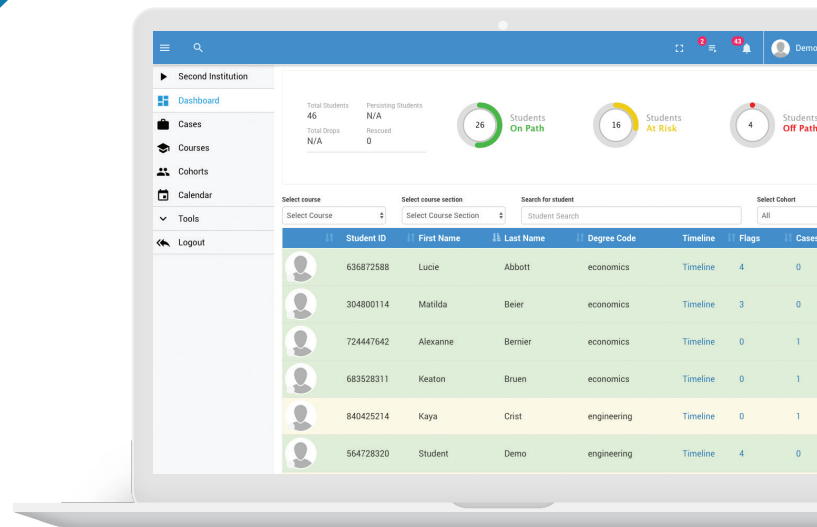 2
43
Demo
Second Institution
Dashboard
Cases
Courses
Cohorts
Calendar
Tools
Logout
Total Students Persisting Students
46 N/A
Total Drops Rescued
N/A 0
26 Students On Path
16 Students At Risk
4 Students Off Path
Select course Select course section Search for student Select Cohort
Select Course Select Course Section Student Search All
Student ID First Name Last Name Degree Code Timeline Flags Cases
636872588 Lucie Abbott economics Timeline 4 0
304800114 Matilda Beier economics Timeline 3 0
724447642 Alexanne Bernier economics Timeline 0 1
683528311 Keaton Bruen economics Timeline 0 1
840425214 Kaya Crist engineering Timeline 0 1
564728320 Student Demo engineering Timeline 4 0